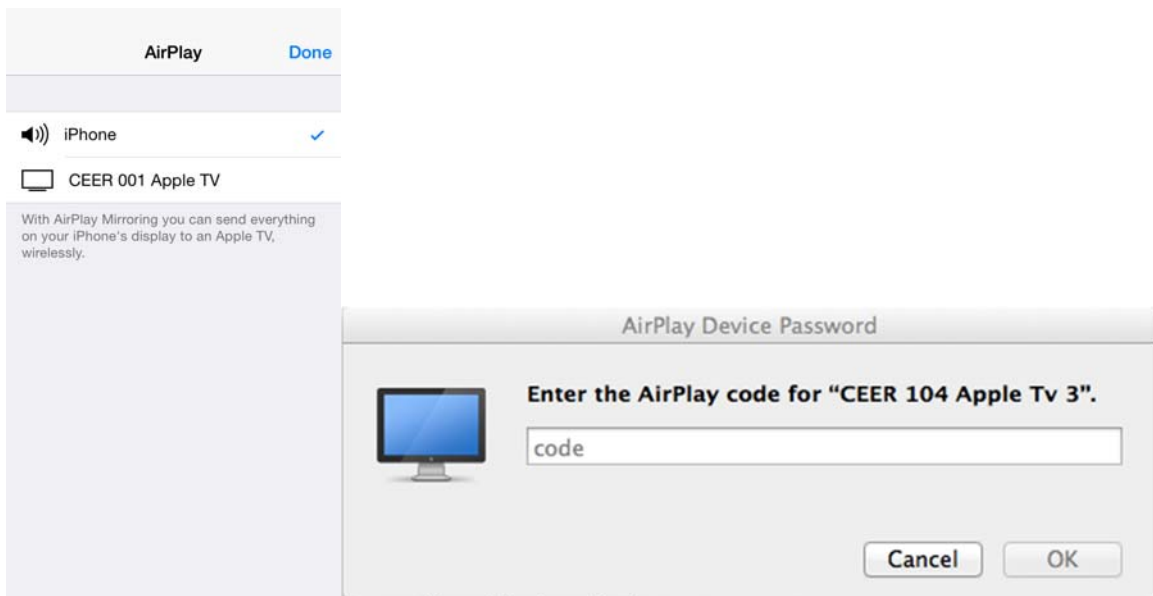 AirPlay Done
iPhone
CEER 001 Apple TV
With AirPlay Mirroring you can send everything
on your iPhone's display to an Apple TV,
wirelessly.
AirPlay Device Password
Enter the AirPlay code for “CEER 104 Apple Tv 3”.
code
Cancel OK